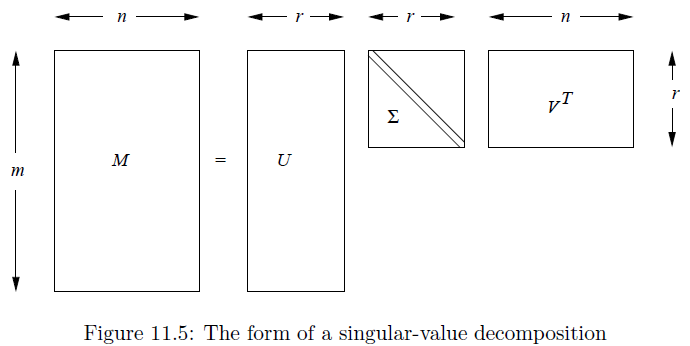 n r r n
m M = U Σ V^T r
Figure 11.5: The form of a singular-value decomposition